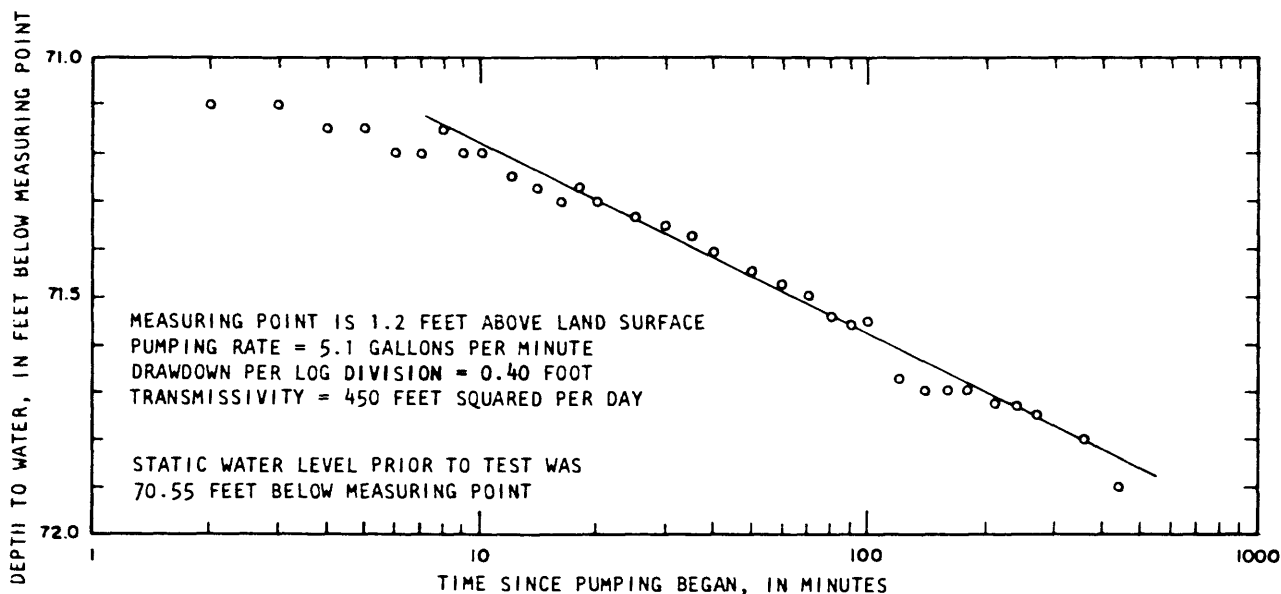 DEPTH TO WATER, IN FEET BELOW MEASURING POINT
71.0
71.5
72.0
MEASURING POINT IS 1.2 FEET ABOVE LAND SURFACE
PUMPING RATE = 5.1 GALLONS PER MINUTE
DRAWDOWN PER LOG DIVISION = 0.40 FOOT
TRANSMISSIVITY = 450 FEET SQUARED PER DAY
STATIC WATER LEVEL PRIOR TO TEST WAS
70.55 FEET BELOW MEASURING POINT
1 10 100 1000
TIME SINCE PUMPING BEGAN, IN MINUTES